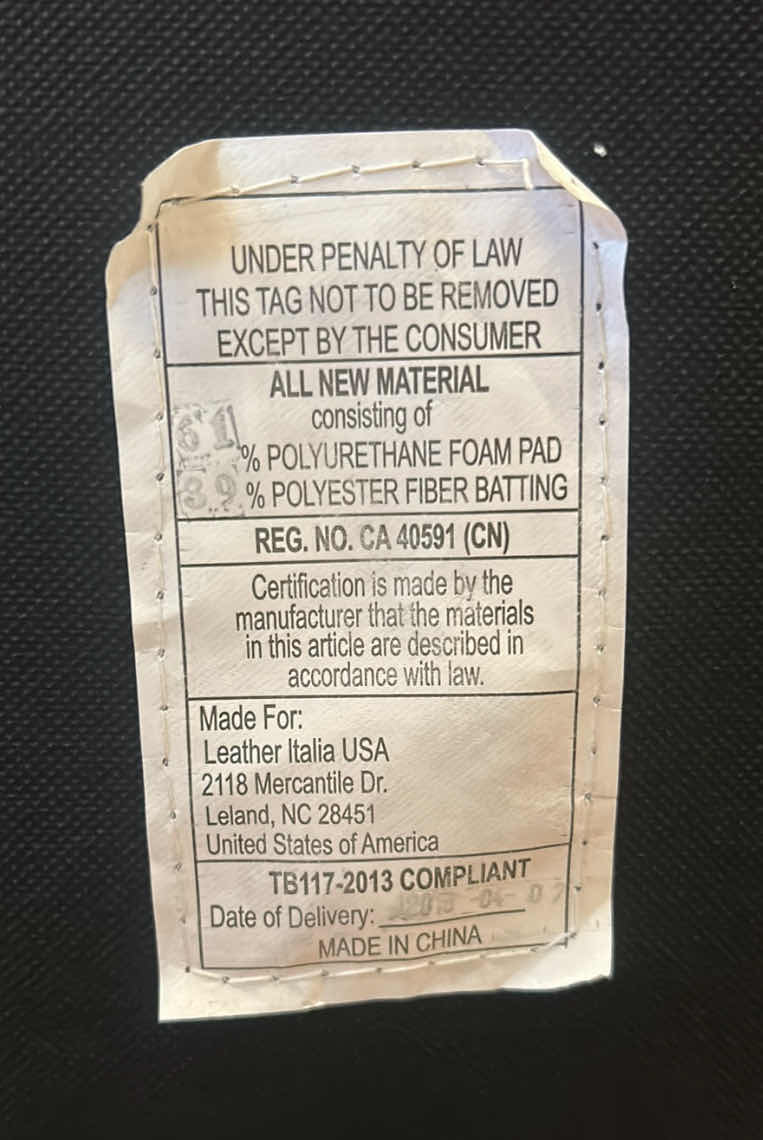 UNDER PENALTY OF LAW
THIS TAG NOT TO BE REMOVED
EXCEPT BY THE CONSUMER
ALL NEW MATERIAL
consisting of
61
% POLYURETHANE FOAM PAD
39 % POLYESTER FIBER BATTING
REG. NO. CA 40591 (CN)
Certification is made by the
manufacturer that the materials
in this article are described in
accordance with law.
Made For:
Leather Italia USA
2118 Mercantile Dr.
Leland, NC 28451
United States of America
TB117-2013 COMPLIANT
Date of Delivery:
MADE IN CHINA